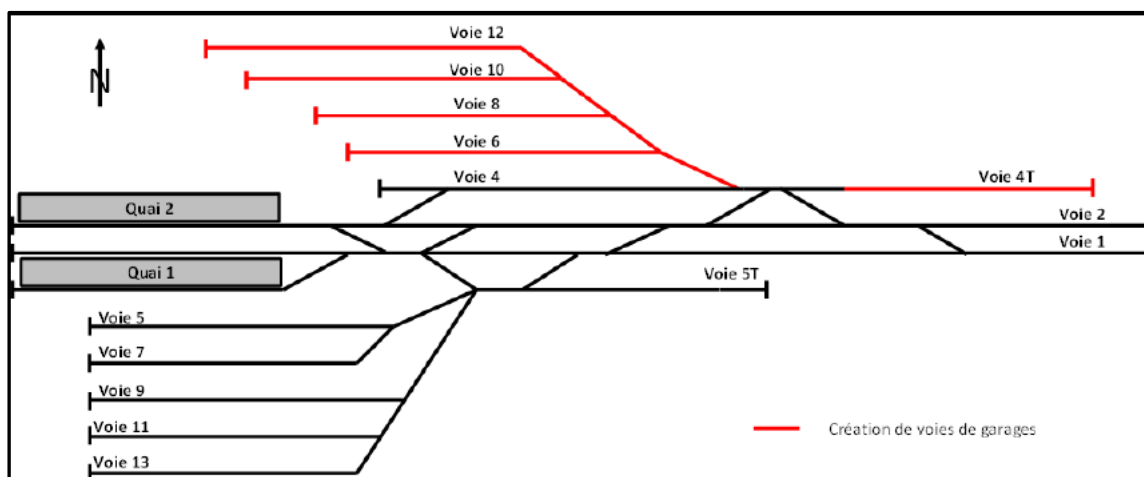 Voie 12
N
Voie 10
Voie 8
Voie 6
Voie 4
Voie 4T
Quai 2
Voie 2
Voie 1
Quai 1
Voie 5T
Voie 5
Voie 7
Voie 9
Voie 11
Création de voies de garages
Voie 13